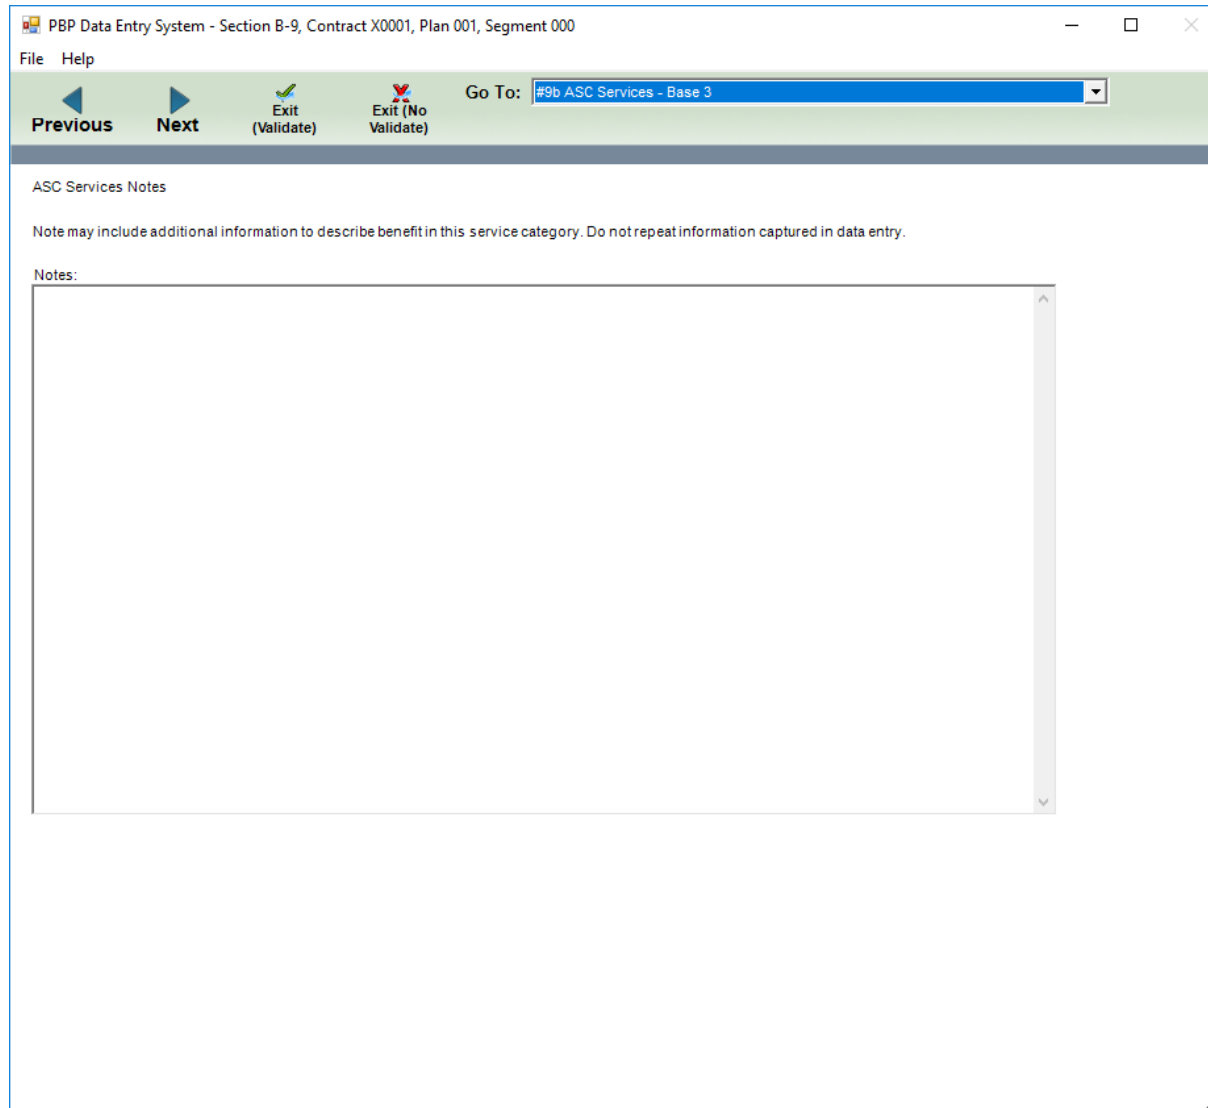 PBP Data Entry System - Section B-9, Contract X0001, Plan 001, Segment 000
File Help
Previous
Next
Exit
(Validate)
Exit (No
Validate)
Go To: #9b ASC Services - Base 3
ASC Services Notes
Note may include additional information to describe benefit in this service category. Do not repeat information captured in data entry.
Notes: